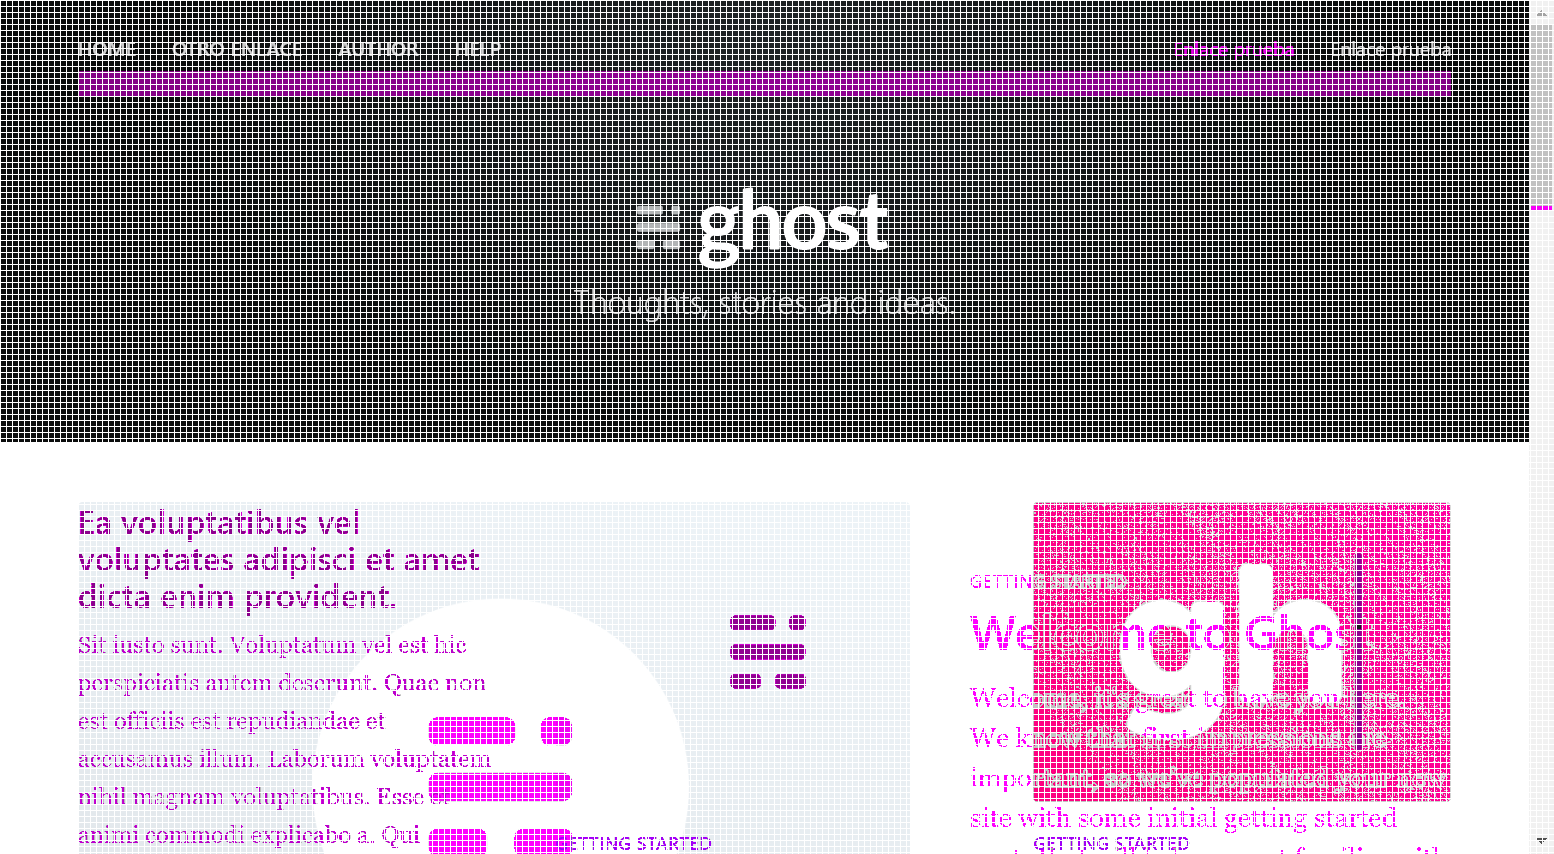 HOME OTRO ENLACE AUTHOR HELP
enlace prueba Enlace prueba
ghost
Thoughts, stories and ideas.
Ea voluptatibus vel
voluptates adipisci et amet
dicta enim provident.
Sit iusto sunt. Voluptatum vel est hic
perspiciatis autem deserunt. Quae non
est officiis est repudiandae et
accusamus illum. Laborum voluptatem
nihil magnam voluptatibus. Esse
animi commodi explicabo a. Qui
GETTING STARTED
gh
GETTING STARTED
Welcome to Ghost
Welcome, it's great to have you here.
We know that first impressions are
important, so we've populated your new
site with some initial getting started
GETTING STARTED